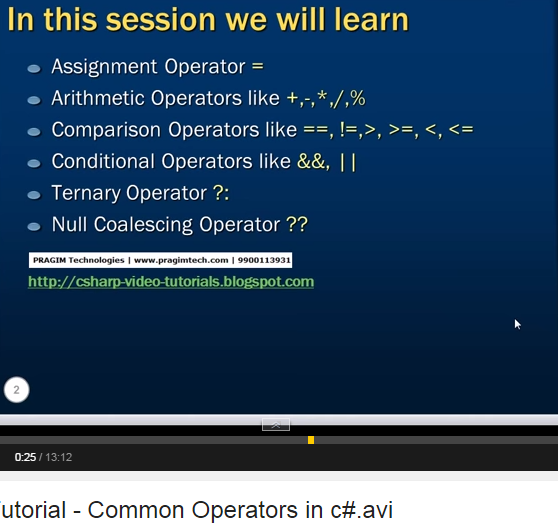 In this session we will learn
Assignment Operator =
Arithmetic Operators like +,-,*,/,%
Comparison Operators like ==, !=,>, >=, <, <=
Conditional Operators like &&, ||
Ternary Operator ?:
Null Coalescing Operator ??
PRAGIM Technologies | www.pragimtech.com | 9900113931
http://csharp-video-tutorials.blogspot.com
2
0:25 / 13:12
utorial - Common Operators in c#.avi